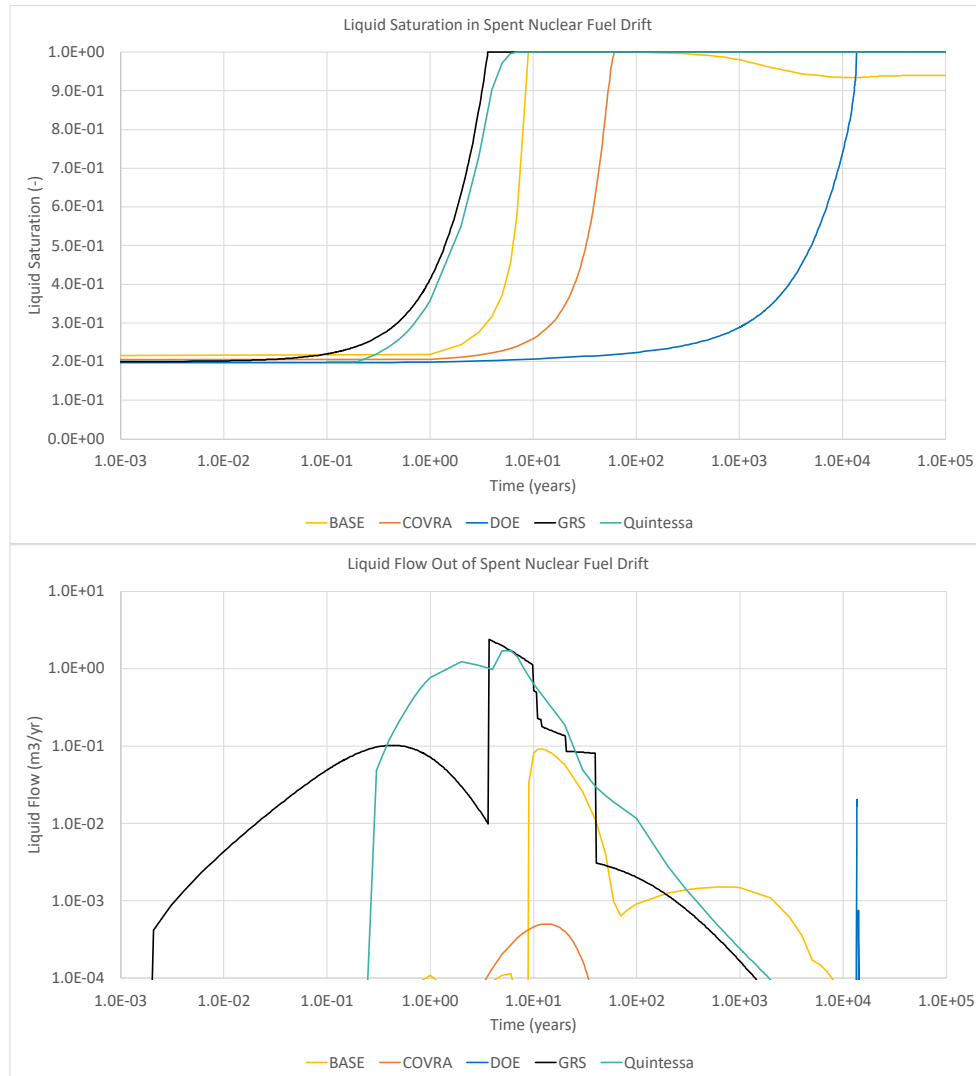 Liquid Saturation in Spent Nuclear Fuel Drift
Liquid Saturation (-)
1.0E+00
9.0E-01
8.0E-01
7.0E-01
6.0E-01
5.0E-01
4.0E-01
3.0E-01
2.0E-01
1.0E-01
0.0E+00
1.0E-03 1.0E-02 1.0E-01 1.0E+00 1.0E+01 1.0E+02 1.0E+03 1.0E+04 1.0E+05
Time (years)
BASE COVRA DOE GRS Quintessa
Liquid Flow Out of Spent Nuclear Fuel Drift
Liquid Flow (m3/yr)
1.0E+01
1.0E+00
1.0E-01
1.0E-02
1.0E-03
1.0E-04
1.0E-03 1.0E-02 1.0E-01 1.0E+00 1.0E+01 1.0E+02 1.0E+03 1.0E+04 1.0E+05
Time (years)
BASE COVRA DOE GRS Quintessa